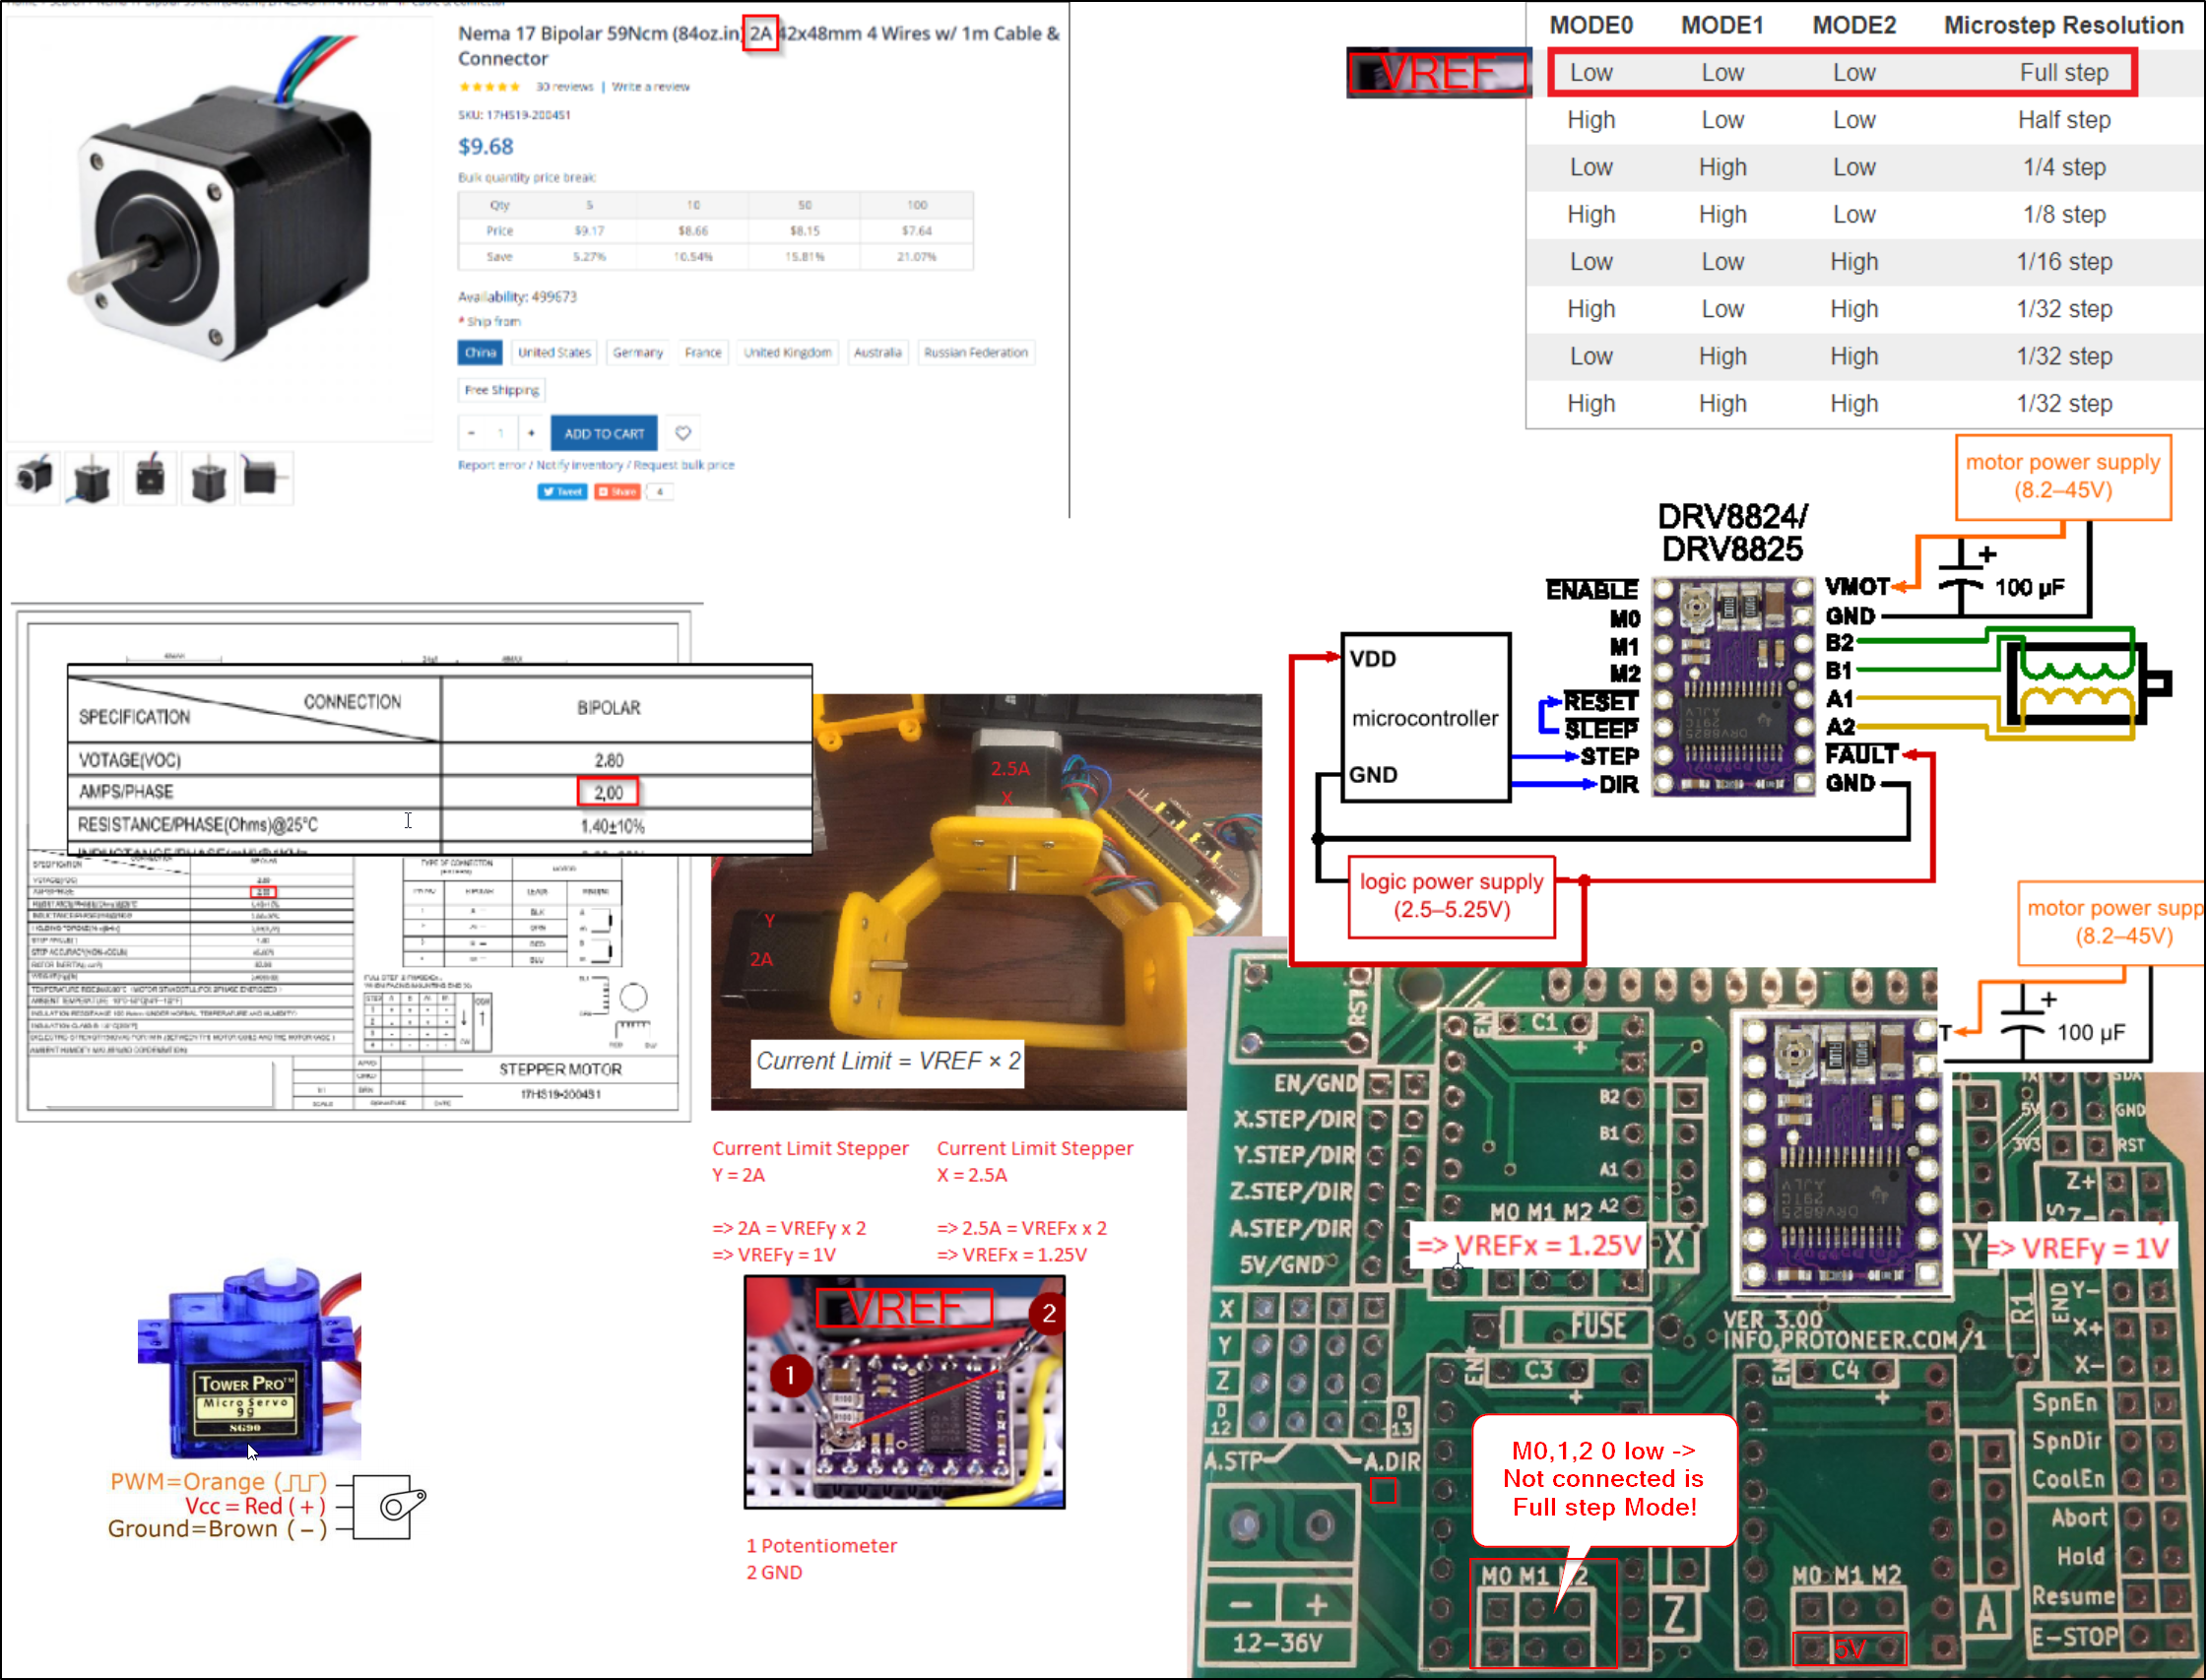 Nema 17 Bipolar 59Ncm (84oz.in) 2A 42x48mm 4 Wires w/ 1m Cable &
Connector
30 reviews | Write a review
SKU: 17HS19-2004S1
$9.68
Bulk quantity price break:
Qty 5 10 50 100
Price $9.17 $8.66 $8.15 $7.64
Save 5.27% 10.54% 15.81% 21.07%
Availability: 499673
* Ship from
China United States Germany France United Kingdom Australia Russian Federation
Free Shipping
- 1 + ADD TO CART
Report error / Notify inventory / Request bulk price
Tweet Share 4
VREF
MODE0 MODE1 MODE2 Microstep Resolution
Low Low Low Full step
High Low Low Half step
Low High Low 1/4 step
High High Low 1/8 step
Low Low High 1/16 step
High Low High 1/32 step
Low High High 1/32 step
High High High 1/32 step
motor power supply
(8.2–45V)
DRV8824/
DRV8825
+
100 µF
ENABLE
M0
M1
M2
RESET
SLEEP
STEP
DIR
VMOT
GND
B2
B1
A1
A2
FAULT
GND
VDD
microcontroller
GND
logic power supply
(2.5–5.25V)
CONNECTION
SPECIFICATION
BIPOLAR
VOTAGE(VOC) 2.80
AMPS/PHASE 2,00
RESISTANCE/PHASE(Ohms)@25°C 1.40±10%
STEPPER MOTOR
17HS19-2004S1
2.5A
X
Y
2A
Current Limit = VREF × 2
Current Limit Stepper
Y = 2A
=> 2A = VREFy x 2
=> VREFy = 1V
Current Limit Stepper
X = 2.5A
=> 2.5A = VREFx x 2
=> VREFx = 1.25V
VREF
1
2
1 Potentiometer
2 GND
TOWER PRO™
Micro Servo
9g
SG90
PWM=Orange (
)
Vcc = Red ( + )
Ground=Brown ( − )
motor power supp
(8.2–45V)
T
+
100 µF
RST
EN
C1
+
EN/GND
X.STEP/DIR
Y.STEP/DIR
Z.STEP/DIR
A.STEP/DIR
5V/GND
B2
B1
A1
A2
M0 M1 M2
=> VREFx = 1.25V
X
Y
=> VREFy = 1V
TX
SDA
5V
GND
3V3
RST
Z+
Z-
Y-
X+
X-
R1
END
X
Y
Z
D
12
D
13
A.STP
A.DIR
FUSE
VER 3.00
INFO.PROTONEER.COM/1
EN
C3
+
EN
C4
+
SpnEn
SpnDir
CoolEn
Abort
Hold
Resume
E-STOP
M0,1,2 0 low ->
Not connected is
Full step Mode!
M0 M1 M2
Z
M0 M1 M2
A
5V
− +
12-36V